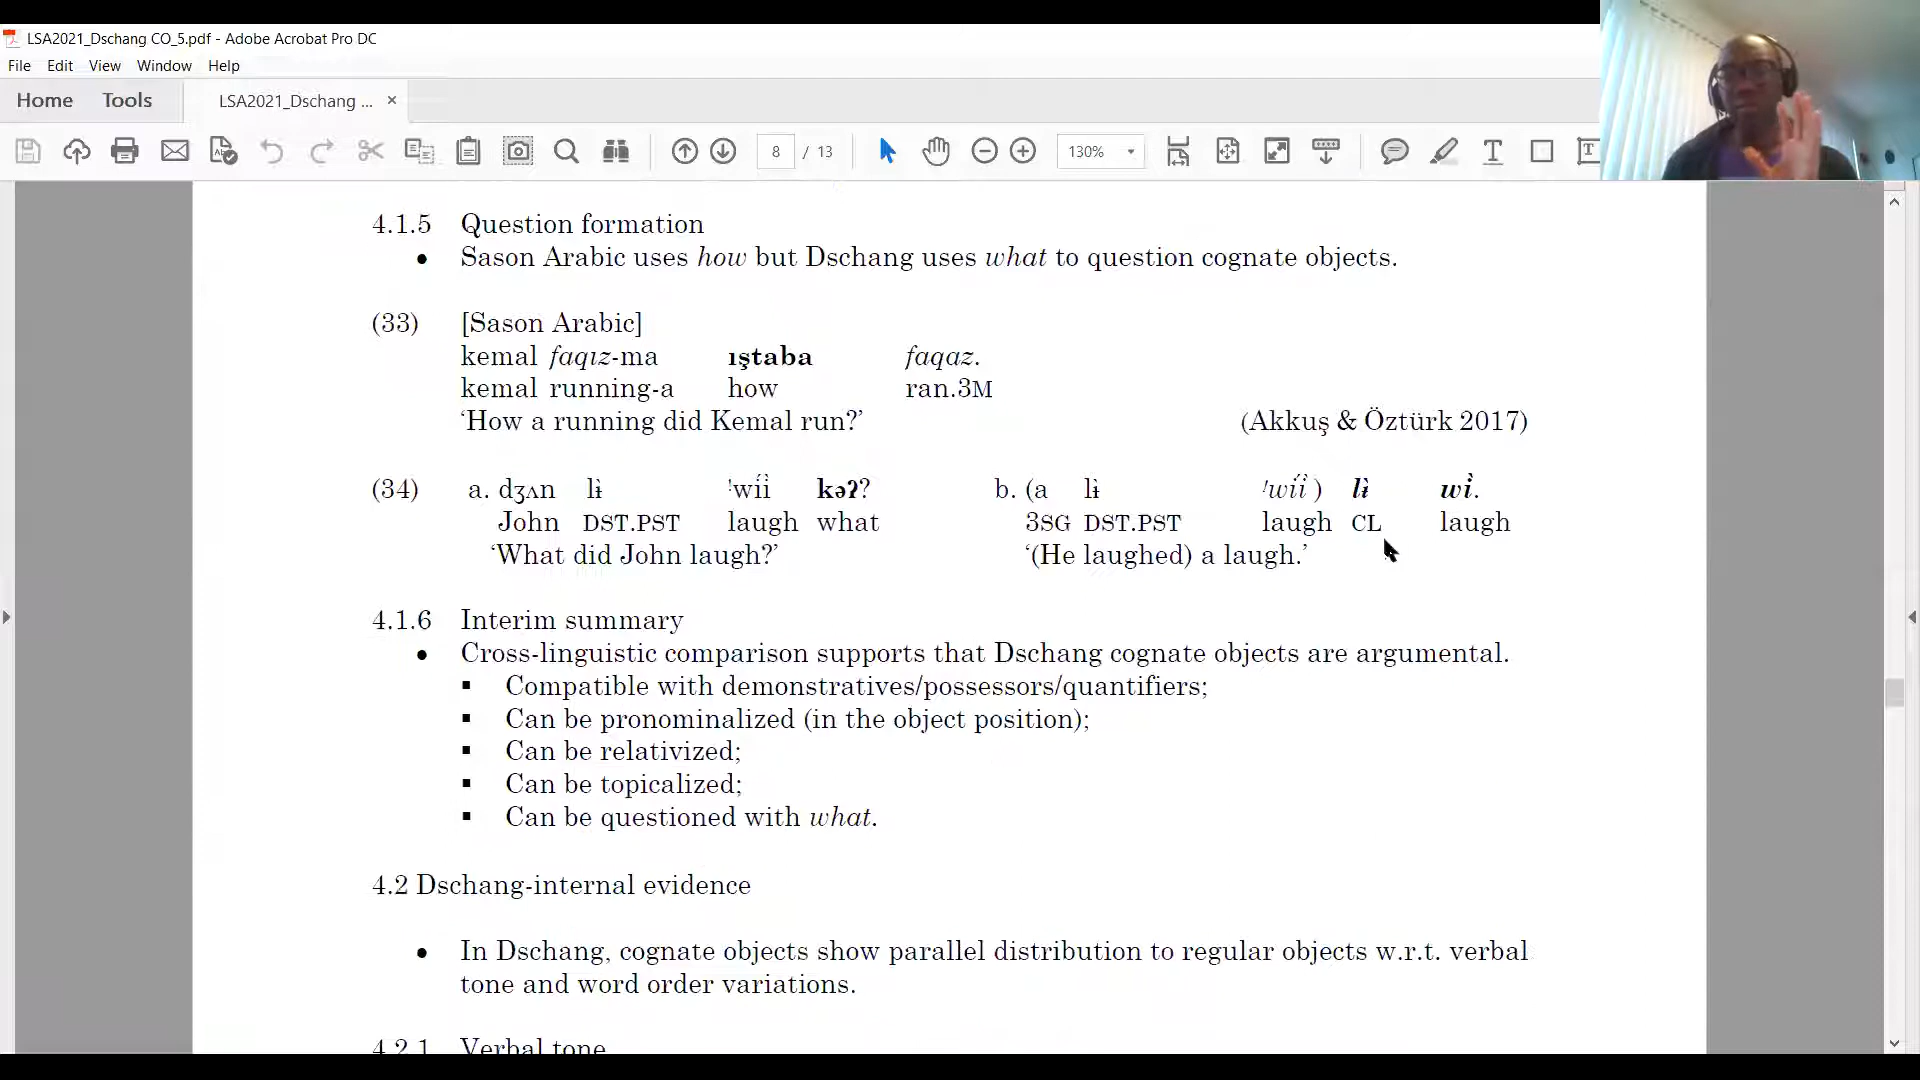 LSA2021_Dschang CO_5.pdf - Adobe Acrobat Pro DC
File Edit View Window Help
Home Tools LSA2021_Dschang ... ×
8 / 13 130%
4.1.5 Question formation
• Sason Arabic uses how but Dschang uses what to question cognate objects.
(33) [Sason Arabic]
kemal faqız-ma ıştaba faqaz.
kemal running-a how ran.3M
‘How a running did Kemal run?’ (Akkuş & Öztürk 2017)
(34) a. dʒʌn lɨ̀ ꜝwíì kəʔ? b. (a lɨ̀ ꜝwíì ) lɨ̀ wì.
John DST.PST laugh what 3SG DST.PST laugh CL laugh
‘What did John laugh?’ ‘(He laughed) a laugh.’
4.1.6 Interim summary
• Cross-linguistic comparison supports that Dschang cognate objects are argumental.
▪ Compatible with demonstratives/possessors/quantifiers;
▪ Can be pronominalized (in the object position);
▪ Can be relativized;
▪ Can be topicalized;
▪ Can be questioned with what.
4.2 Dschang-internal evidence
• In Dschang, cognate objects show parallel distribution to regular objects w.r.t. verbal
tone and word order variations.
4.2.1 Verbal tone